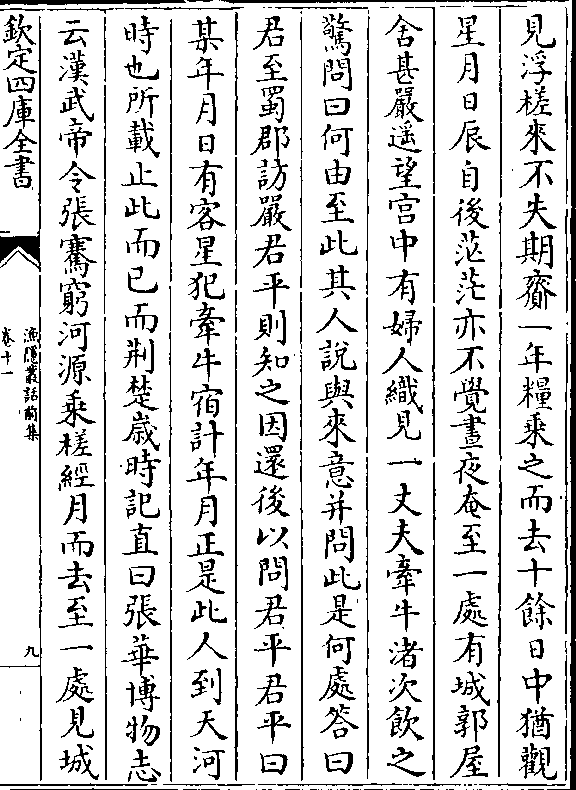 見浮槎來不失期齎一年糧乗之而去十餘日中猶觀
星月日辰自後茫茫亦不覺晝夜奄至一處有城郭屋
舍甚嚴遥望宫中有婦人織見一丈夫牽牛渚次飲之
驚問曰何由至此其人說與來意并問此是何處答曰
君至蜀郡訪嚴君平則知之因還後以問君平君平曰
某年月日有客星犯牽牛宿計年月正是此人到天河
時也所載止此而已而荆楚歳時記直曰張華博物志
云漢武帝令張騫窮河源乗槎經月而去至一處見城
欽定四庫全書
漁隱叢話前集
卷十一
九